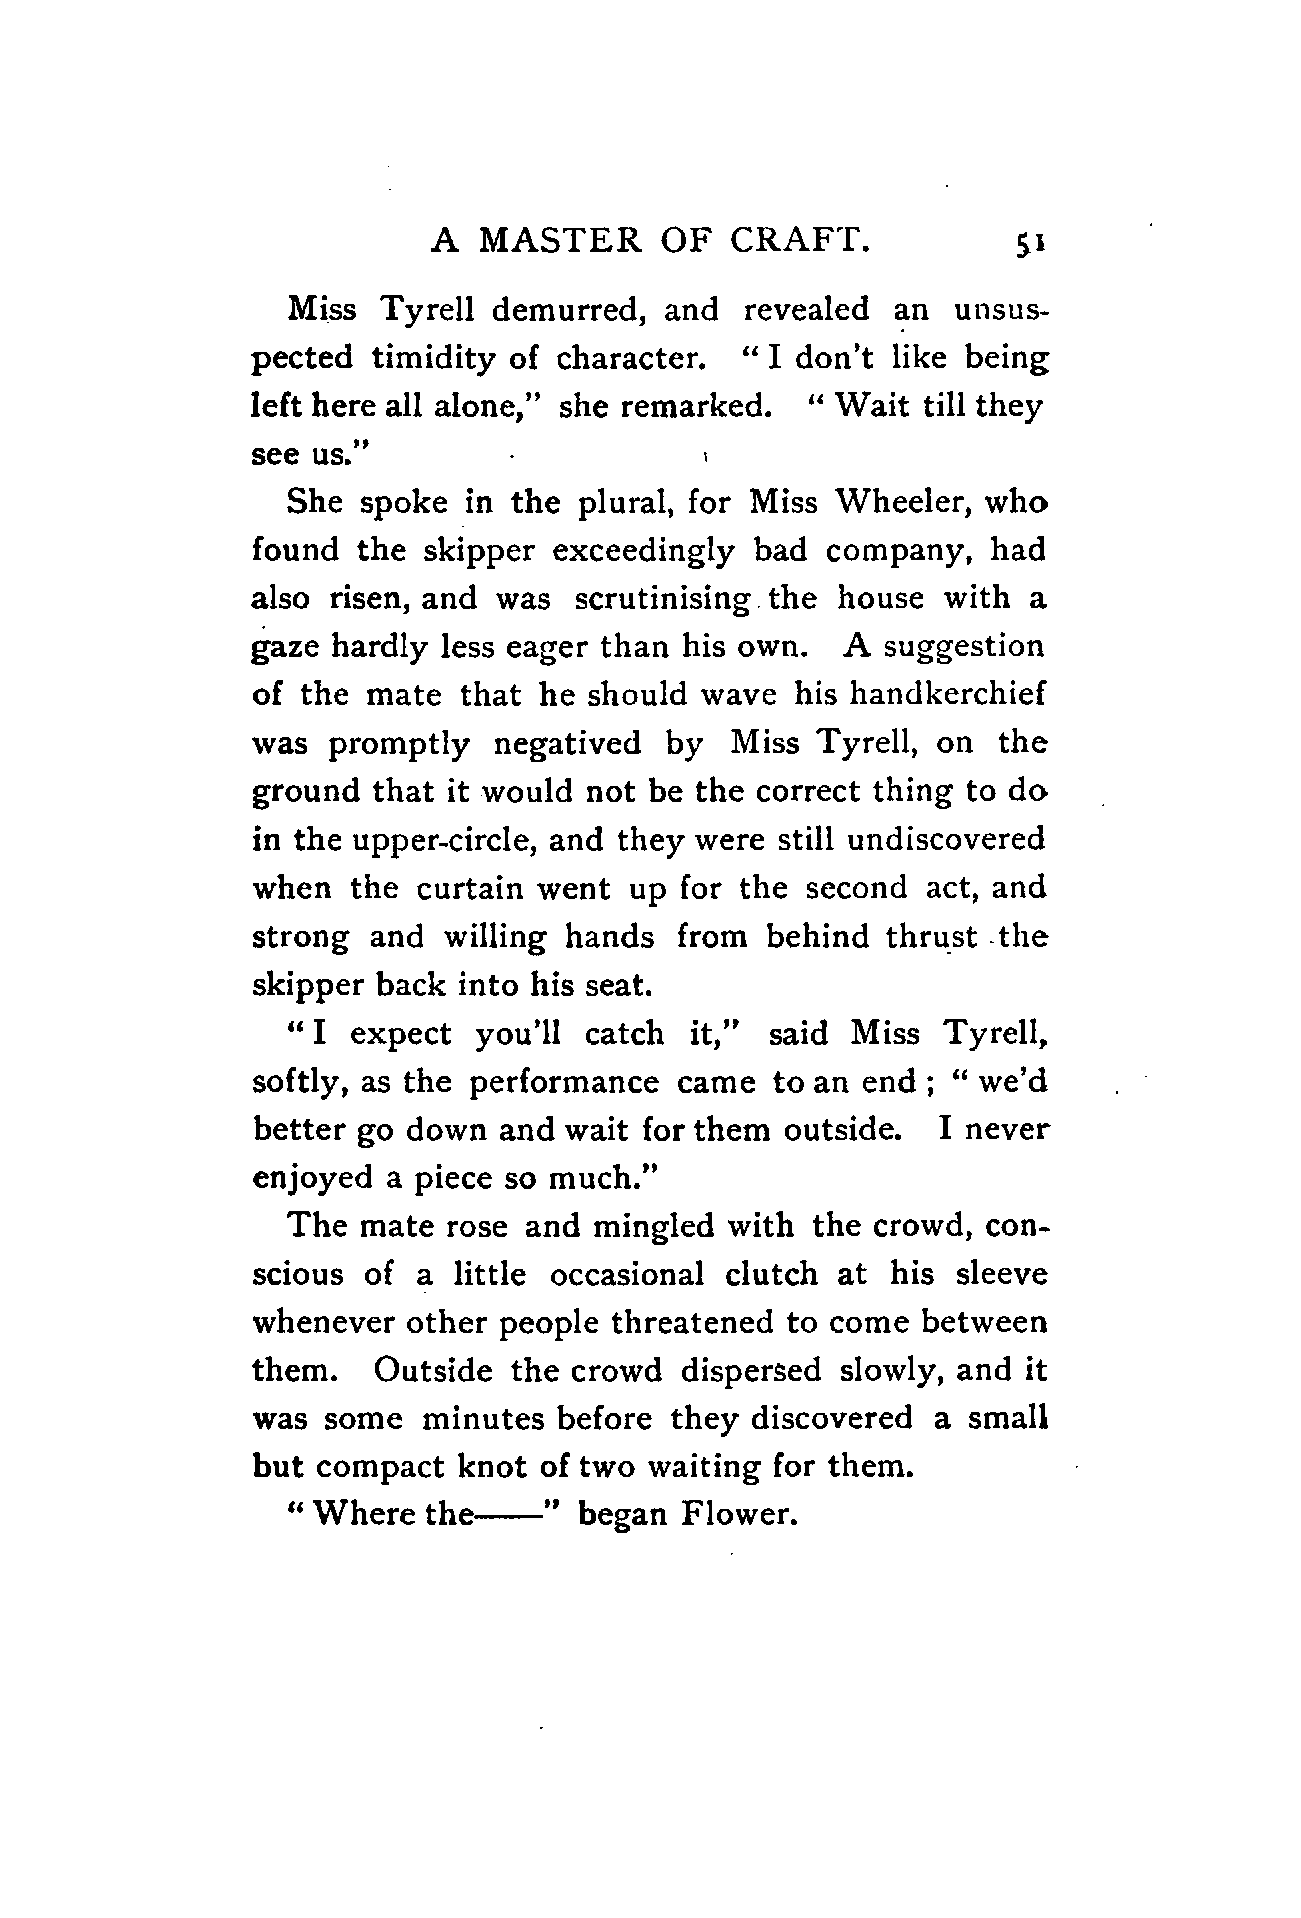 A MASTER OF CRAFT. 51
Miss Tyrell demurred, and revealed an unsus-
pected timidity of character. “ I don't like being
left here all alone,” she remarked. “ Wait till they
see us.”
She spoke in the plural, for Miss Wheeler, who
found the skipper exceedingly bad company, had
also risen, and was scrutinising the house with a
gaze hardly less eager than his own. A suggestion
of the mate that he should wave his handkerchief
was promptly negatived by Miss Tyrell, on the
ground that it would not be the correct thing to do
in the upper-circle, and they were still undiscovered
when the curtain went up for the second act, and
strong and willing hands from behind thrust the
skipper back into his seat.
“ I expect you'll catch it,” said Miss Tyrell,
softly, as the performance came to an end ; “ we'd
better go down and wait for them outside. I never
enjoyed a piece so much.”
The mate rose and mingled with the crowd, con-
scious of a little occasional clutch at his sleeve
whenever other people threatened to come between
them. Outside the crowd dispersed slowly, and it
was some minutes before they discovered a small
but compact knot of two waiting for them.
“ Where the——” began Flower.